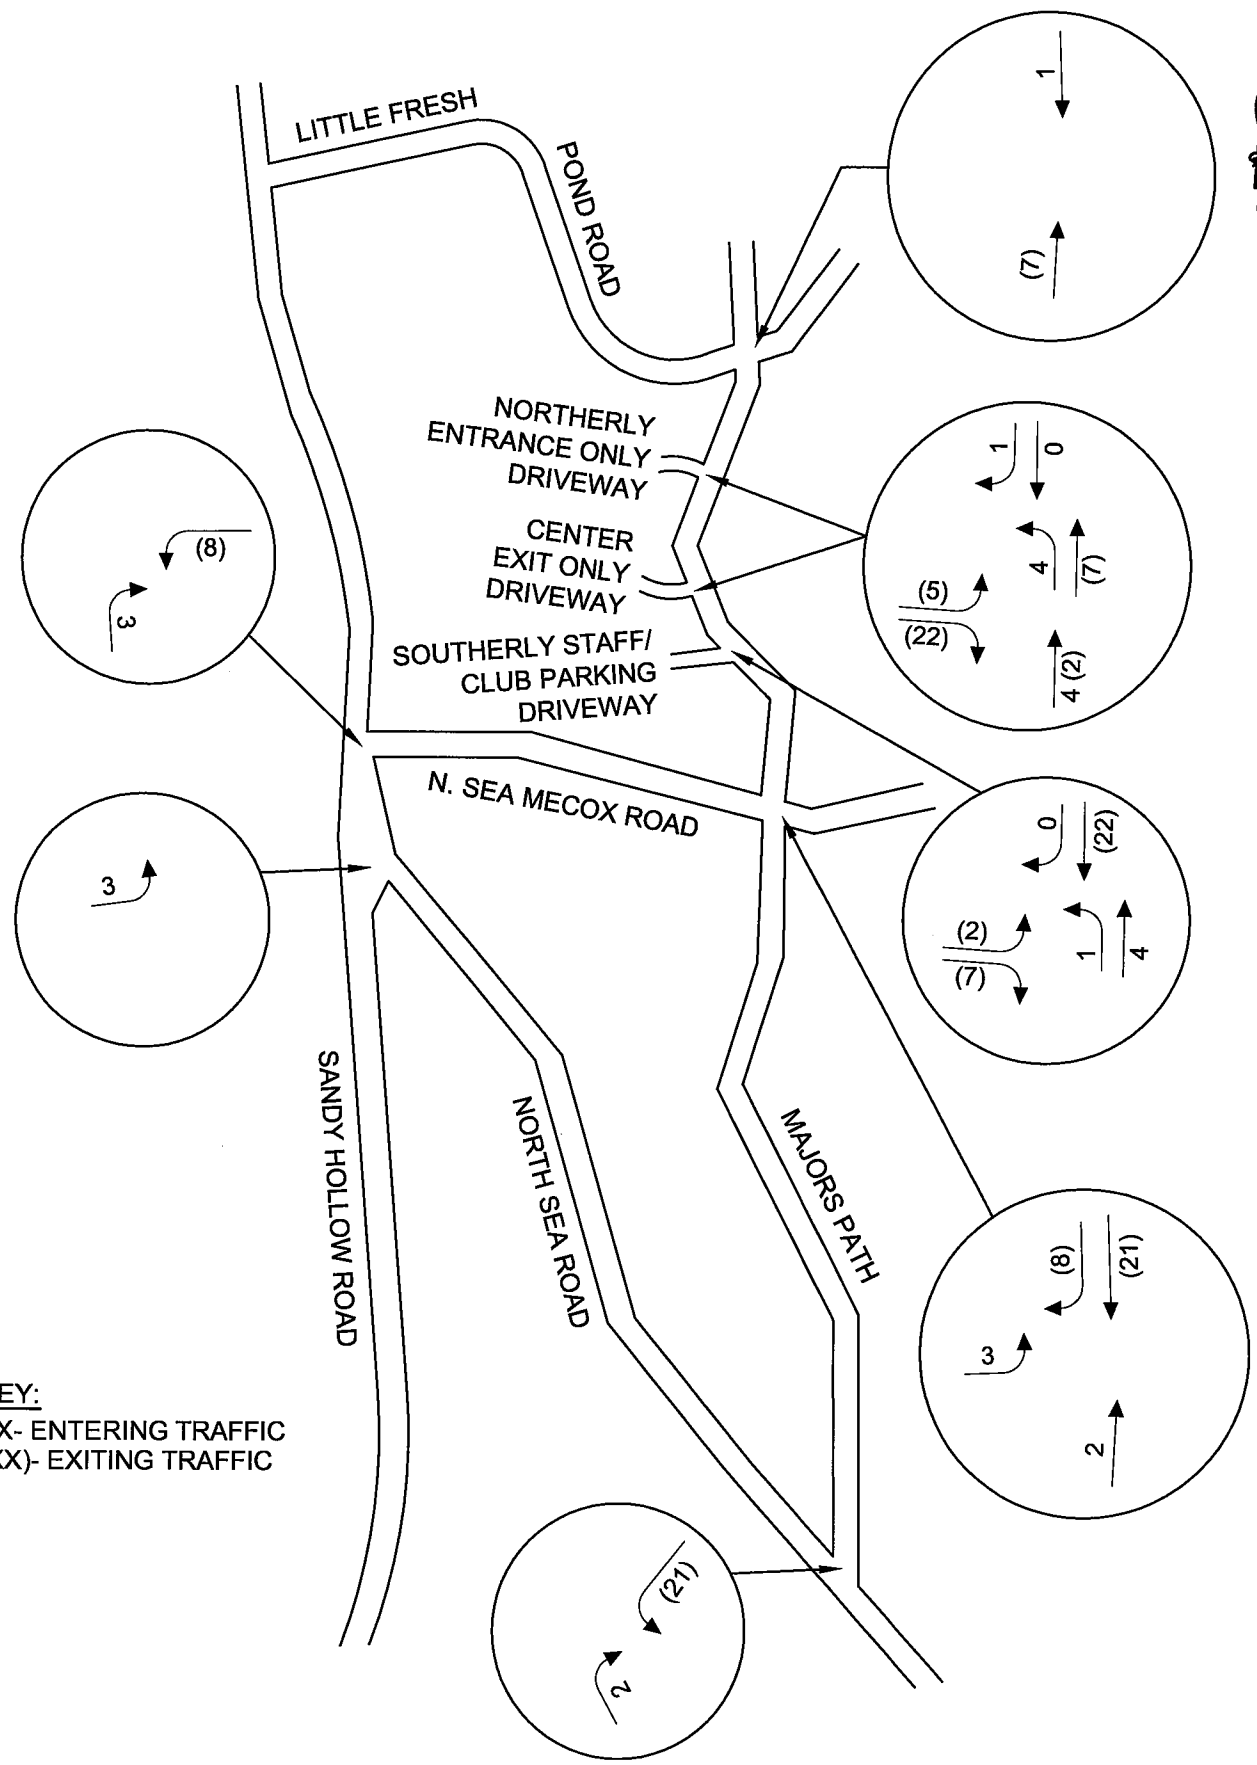 LITTLE FRESH
POND ROAD
1
(7)
NORTHERLY
ENTRANCE ONLY
DRIVEWAY
CENTER
EXIT ONLY
DRIVEWAY
SOUTHERLY STAFF/
CLUB PARKING
DRIVEWAY
1
0
4
(7)
(5)
(22)
4 (2)
(8)
3
N. SEA MECOX ROAD
0
(22)
(2)
(7)
1
4
3
SANDY HOLLOW ROAD
NORTH SEA ROAD
MAJORS PATH
(8)
(21)
3
2
EY:
X- ENTERING TRAFFIC
X)- EXITING TRAFFIC
(21)
2